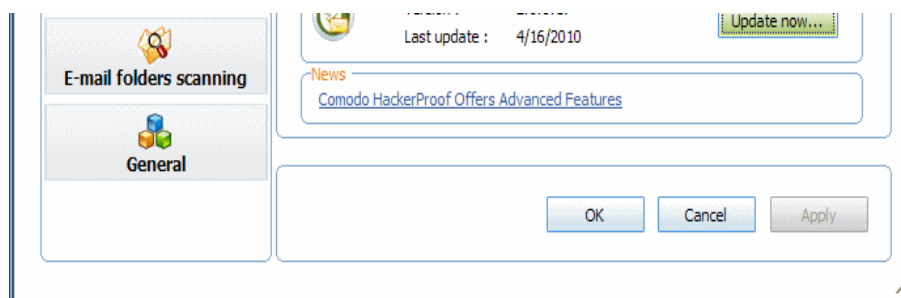 Update now...
Last update : 4/16/2010
E-mail folders scanning
News
Comodo HackerProof Offers Advanced Features
General
OK Cancel Apply